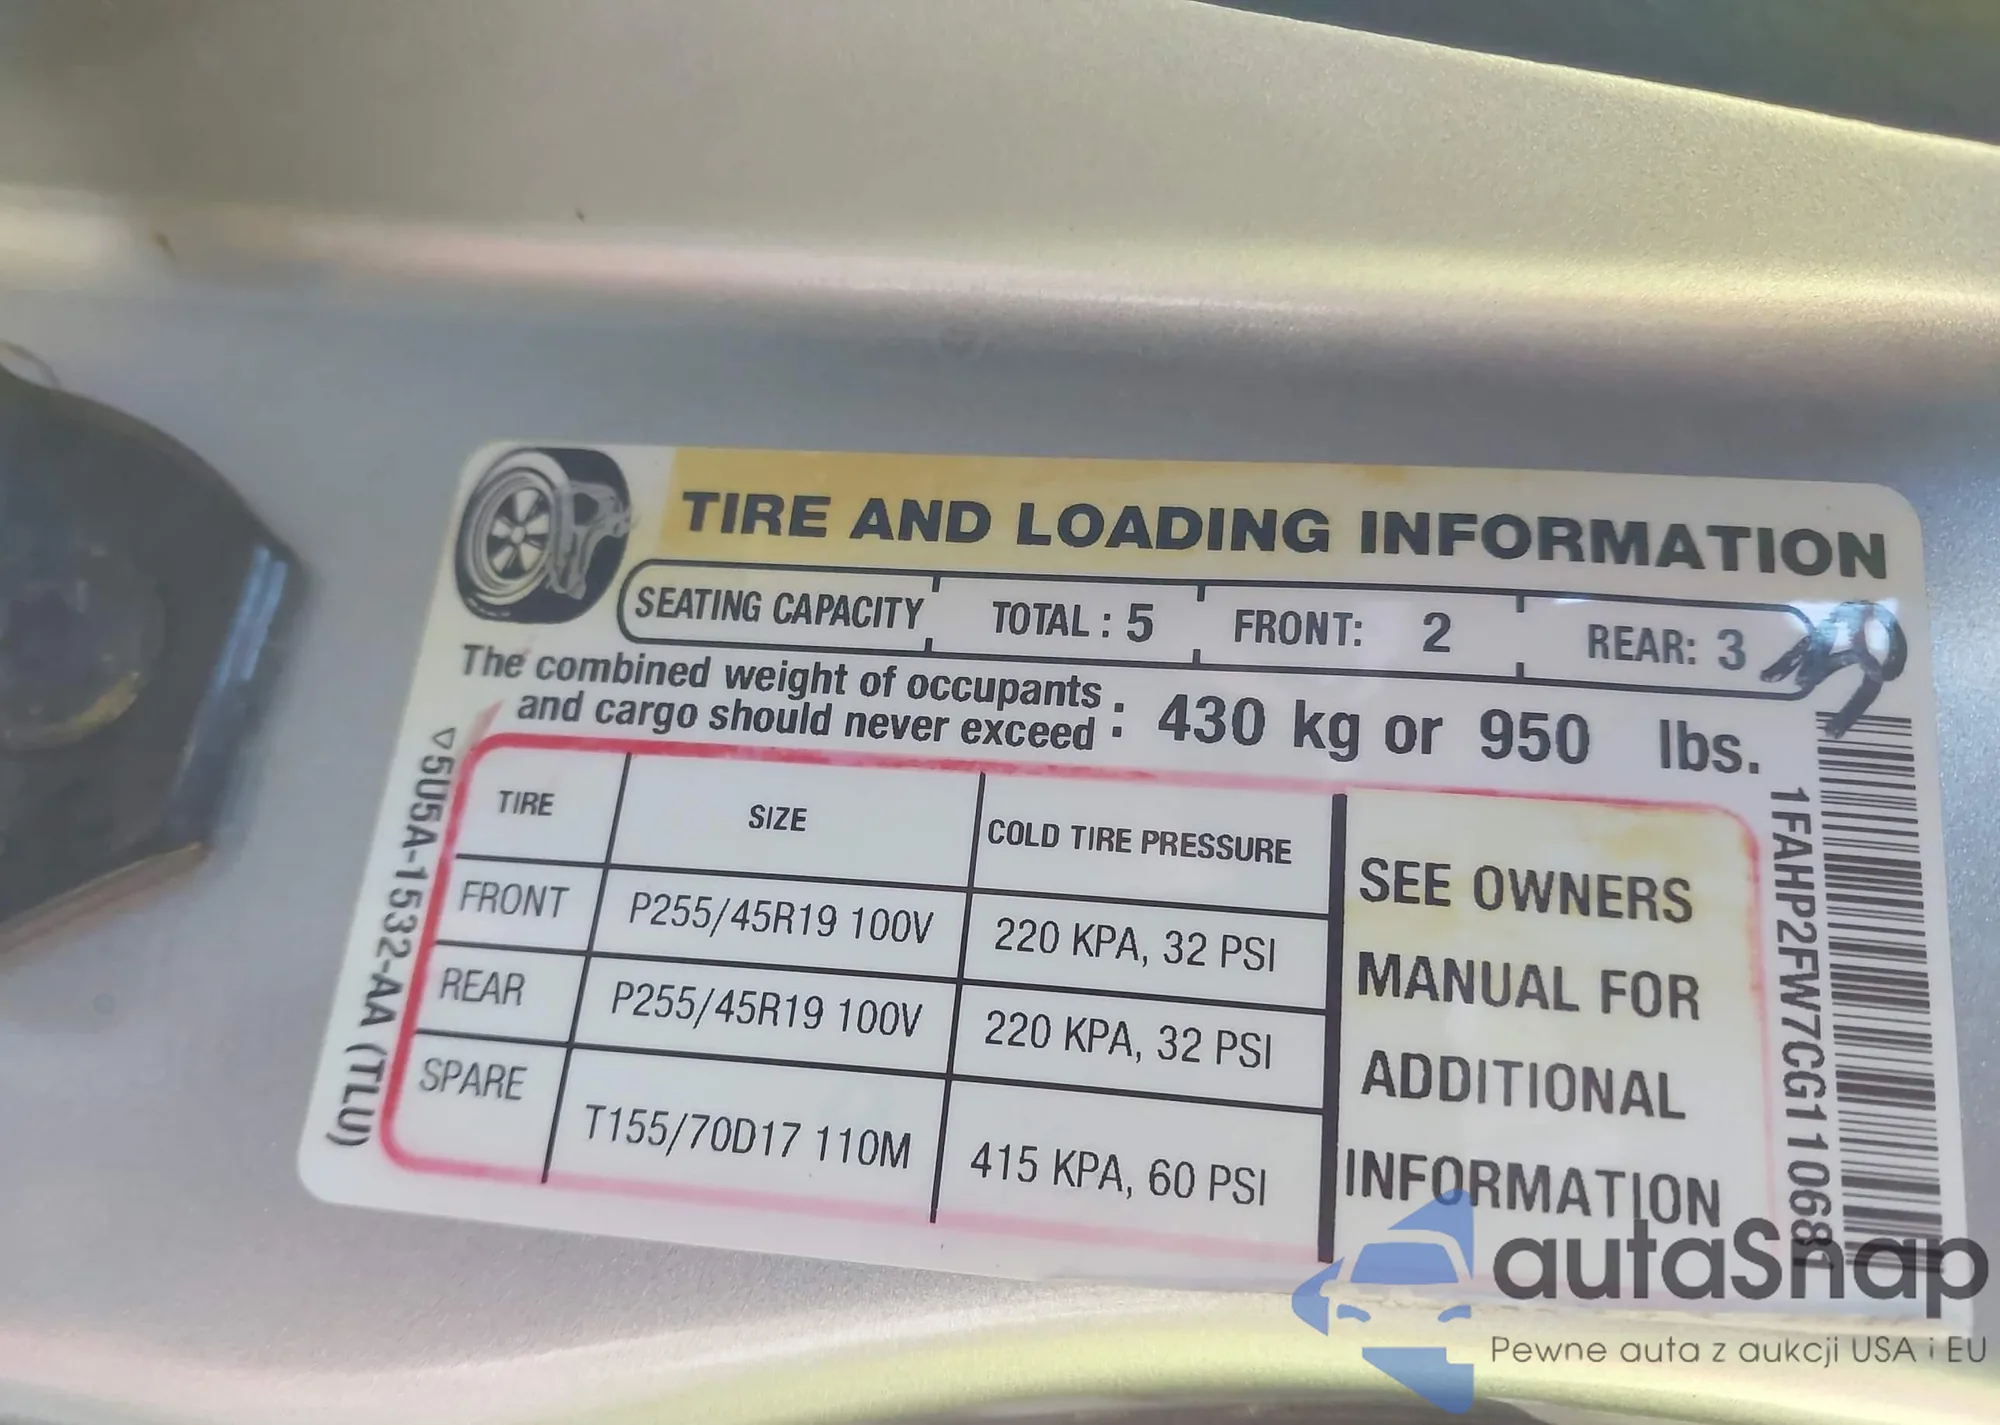 TIRE AND LOADING INFORMATION
SEATING CAPACITY TOTAL : 5 FRONT: 2 REAR: 3
The combined weight of occupants
and cargo should never exceed : 430 kg or 950 lbs.
TIRE SIZE COLD TIRE PRESSURE
FRONT P255/45R19 100V 220 KPA, 32 PSI
REAR P255/45R19 100V 220 KPA, 32 PSI
SPARE T155/70D17 110M 415 KPA, 60 PSI
SEE OWNERS
MANUAL FOR
ADDITIONAL
INFORMATION
5U5A-1532-AA (TLU)
autaSnap
Pewne auta z aukcji USA i EU